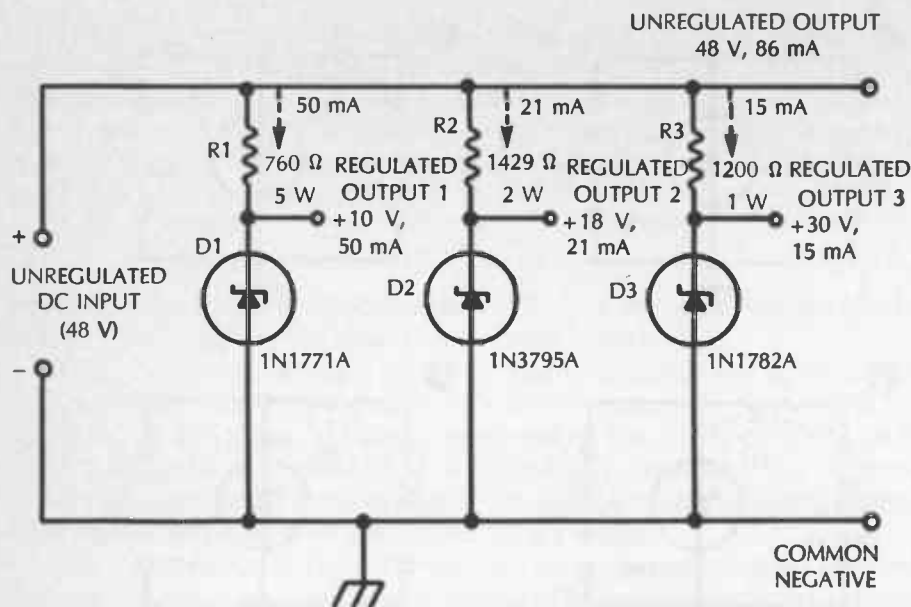 UNREGULATED OUTPUT
48 V, 86 mA
50 mA
21 mA
15 mA
R1
760 Ω
5 W
REGULATED
OUTPUT 1
+10 V,
50 mA
R2
1429 Ω
2 W
REGULATED
OUTPUT 2
+18 V,
21 mA
R3
1200 Ω
1 W
REGULATED
OUTPUT 3
+30 V,
15 mA
+
UNREGULATED
DC INPUT
(48 V)
−
D1
1N1771A
D2
1N3795A
D3
1N1782A
COMMON
NEGATIVE